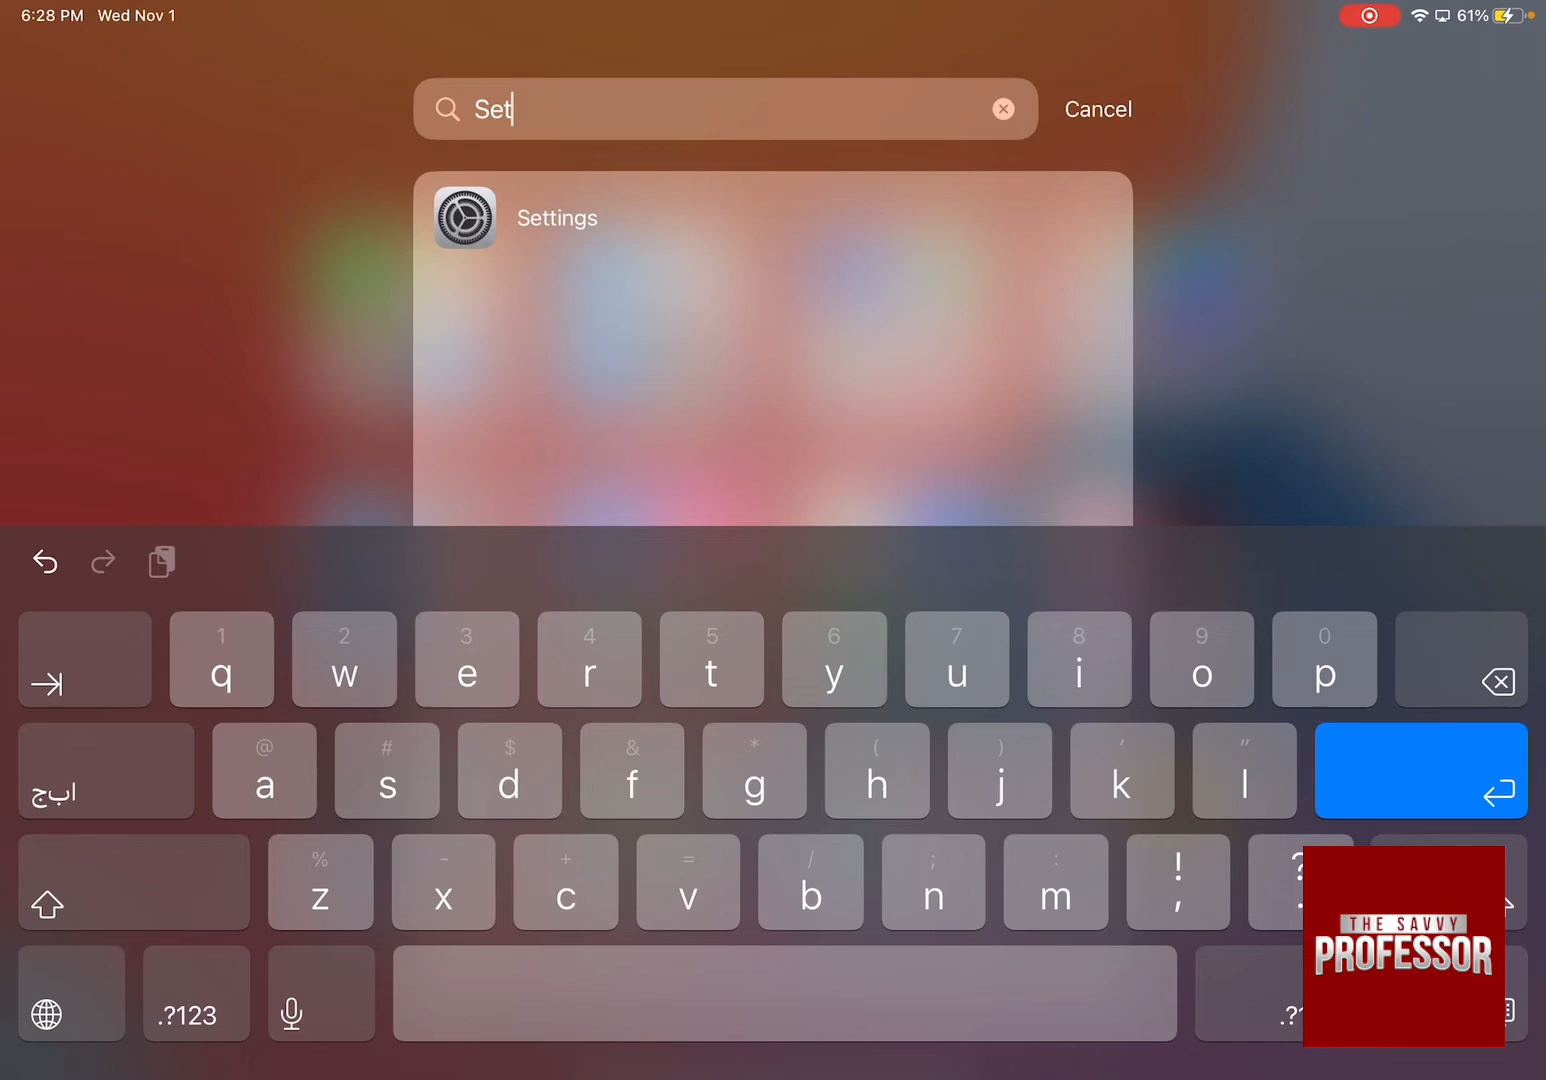 6:28 PM Wed Nov 1
61%
Set
Cancel
Settings
1 2 3 4 5 6 7 8 9 0
q w e r t y u i o p
@ # $ & * ( ) ' "
ابج a s d f g h j k l
% - + = / ; : !
z x c v b n m , ?
.?123
THE SAVVY
PROFESSOR